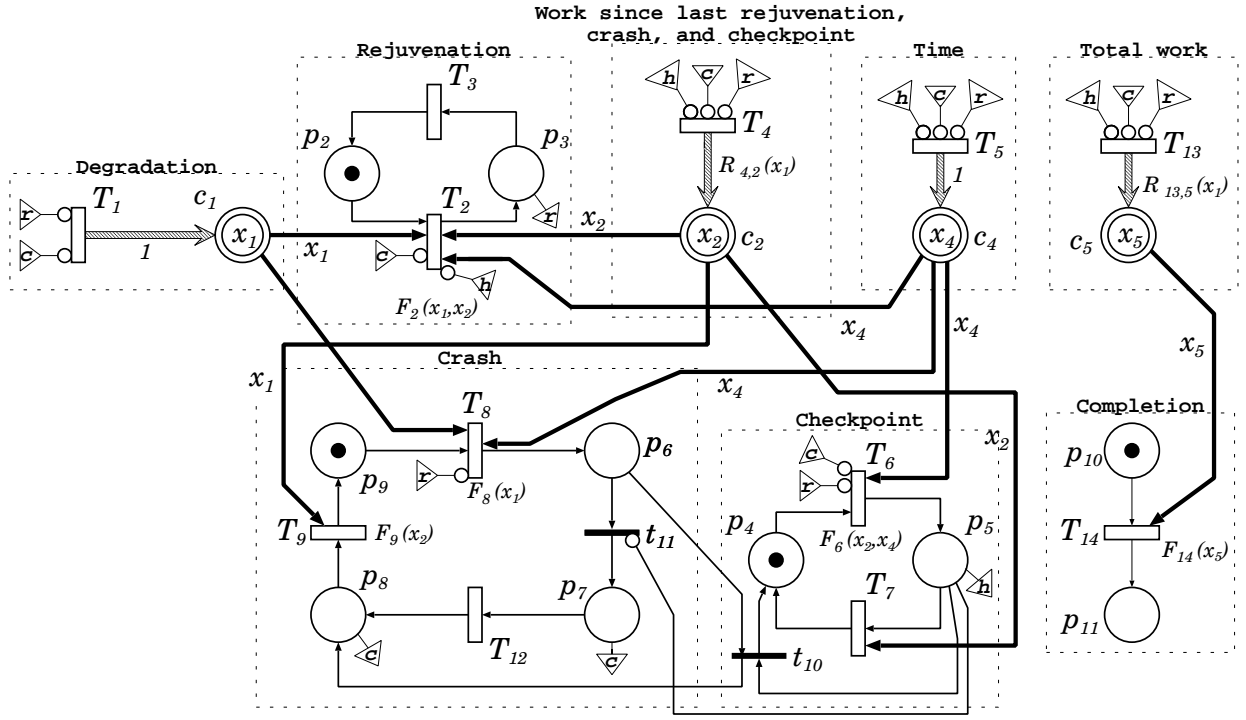 Work since last rejuvenation,
crash, and checkpoint
Rejuvenation
Time
Total work
T3
h c r
T4
h c r
T5
h c r
T13
p2
p3
Degradation
T1
c1
r
c
1
x1
x1
T2
r
c
h
F2(x1,x2)
x2
R4,2(x1)
x2
c2
1
x4
c4
R13,5(x1)
x5
c5
x4
x4
x5
Crash
x1
x4
T8
p9
r
F8(x1)
p6
T9
F9(x2)
t11
p8
c
T12
p7
c
Checkpoint
x2
c
r
T6
p4
F6(x2,x4)
p5
h
T7
t10
Completion
p10
T14
F14(x5)
p11